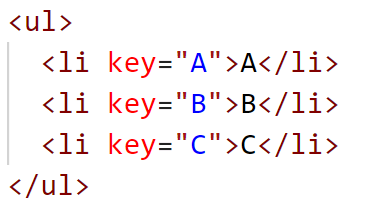 <ul>
  <li key="A">A</li>
  <li key="B">B</li>
  <li key="C">C</li>
</ul>